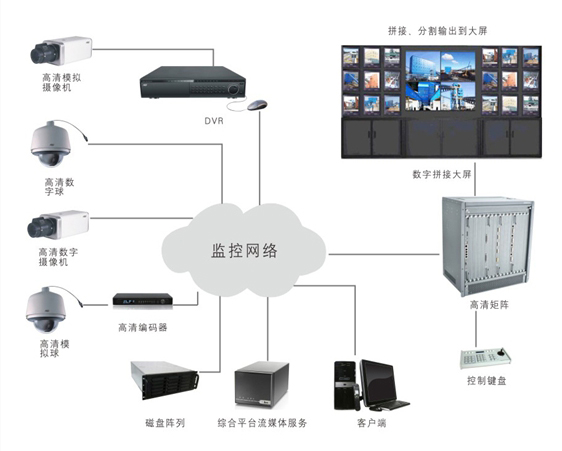 拼接、分割输出到大屏
高清模拟
摄像机
DVR
数字拼接大屏
高清数
字球
高清数字
摄像机
监控网络
高清矩阵
高清编码器
高清模
拟球
控制键盘
磁盘阵列
综合平台流媒体服务
客户端